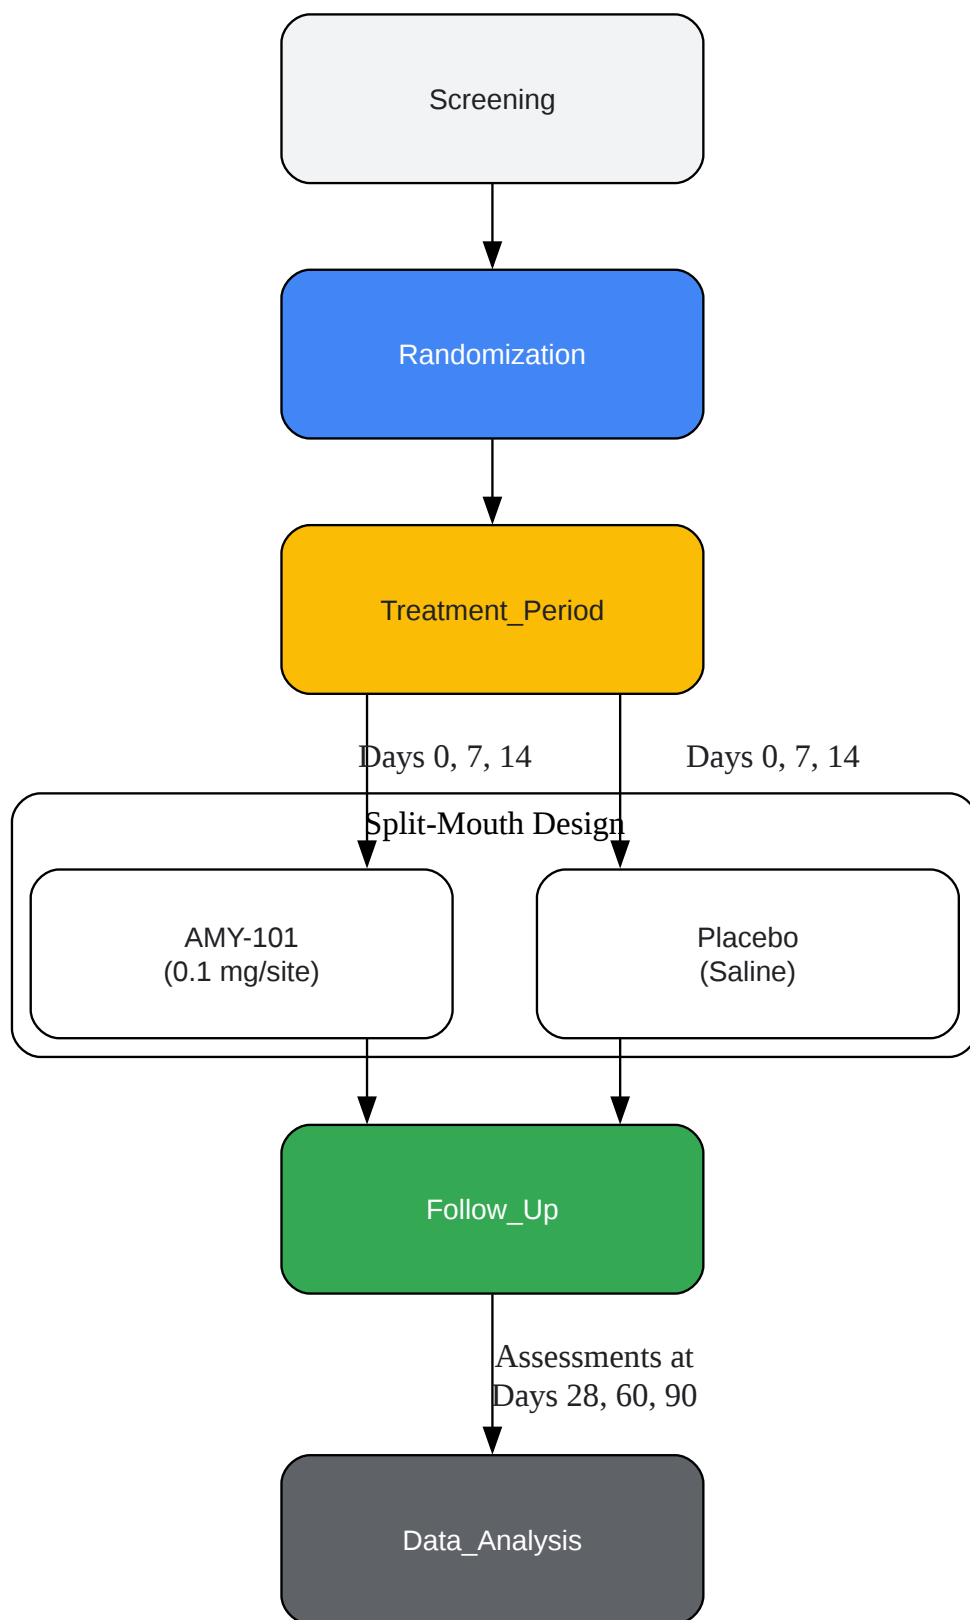 Screening
Randomization
Treatment_Period
Days 0, 7, 14
Days 0, 7, 14
Split-Mouth Design
AMY-101
(0.1 mg/site)
Placebo
(Saline)
Follow_Up
Assessments at
Days 28, 60, 90
Data_Analysis